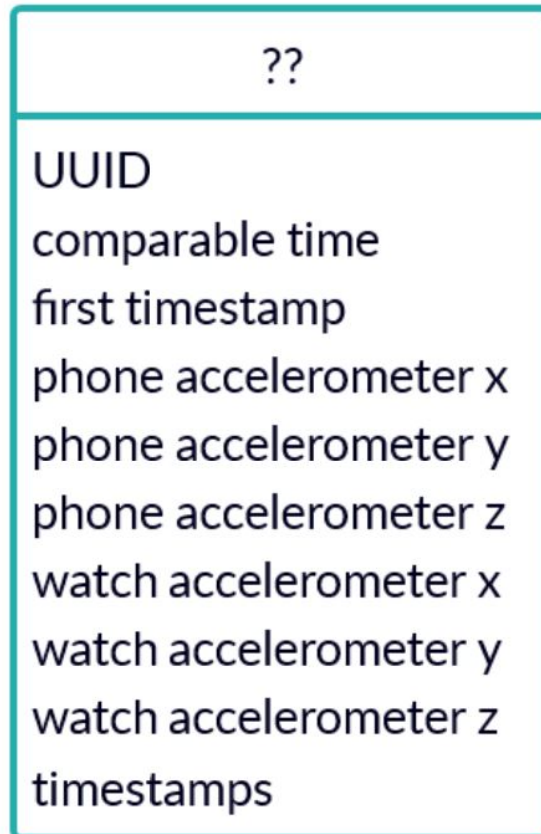 ??
UUID
comparable time
first timestamp
phone accelerometer x
phone accelerometer y
phone accelerometer z
watch accelerometer x
watch accelerometer y
watch accelerometer z
timestamps